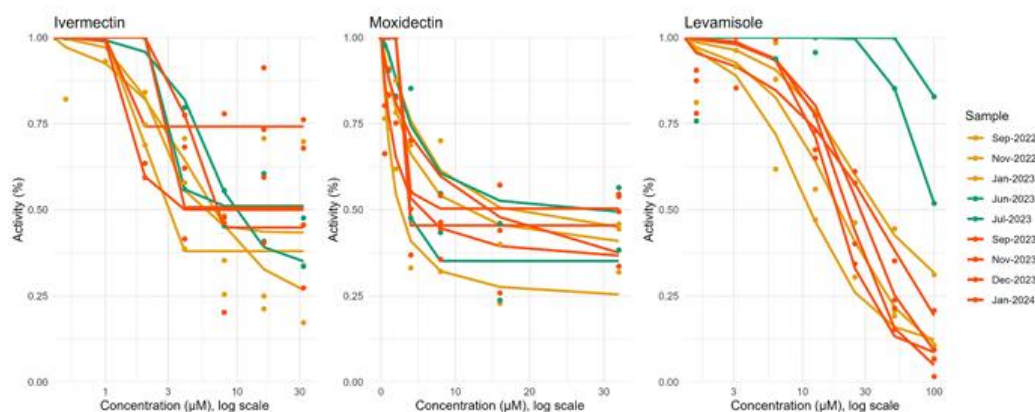 Ivermectin
Moxidectin
Levamisole
1.00
0.75
0.50
0.25
0.00
Activity (%)
1
3
10
30
Concentration (µM), log scale
1.00
0.75
0.50
0.25
0.00
Activity (%)
0
10
20
30
Concentration (µM), log scale
1.00
0.75
0.50
0.25
0.00
Activity (%)
3
10
30
100
Concentration (µM), log scale
Sample
Sep-2022
Nov-2022
Jan-2023
Jun-2023
Jul-2023
Sep-2023
Nov-2023
Dec-2023
Jan-2024